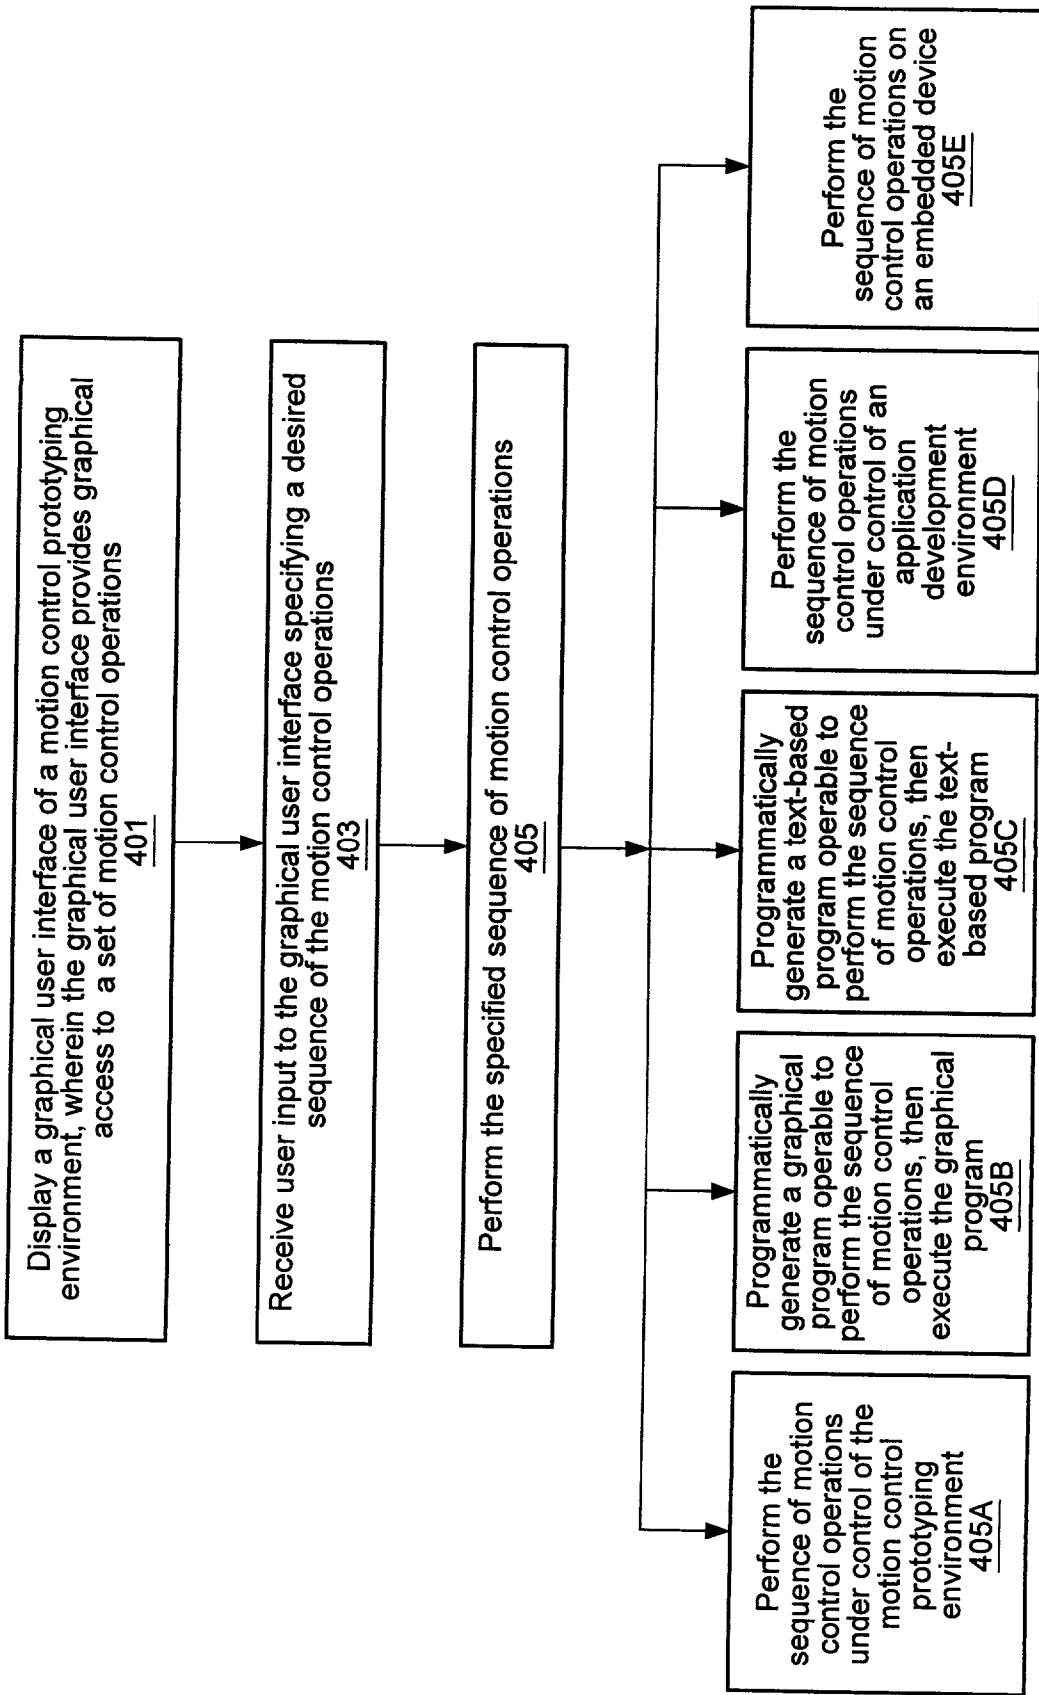 Display a graphical user interface of a motion control prototyping
environment, wherein the graphical user interface provides graphical
access to a set of motion control operations
401
Receive user input to the graphical user interface specifying a desired
sequence of the motion control operations
403
Perform the specified sequence of motion control operations
405
Perform the
sequence of motion
control operations
under control of the
motion control
prototyping
environment
405A
Programmatically
generate a graphical
program operable to
perform the sequence
of motion control
operations, then
execute the graphical
program
405B
Programmatically
generate a text-based
program operable to
perform the sequence
of motion control
operations, then
execute the text-
based program
405C
Perform the
sequence of motion
control operations
under control of an
application
development
environment
405D
Perform the
sequence of motion
control operations on
an embedded device
405E